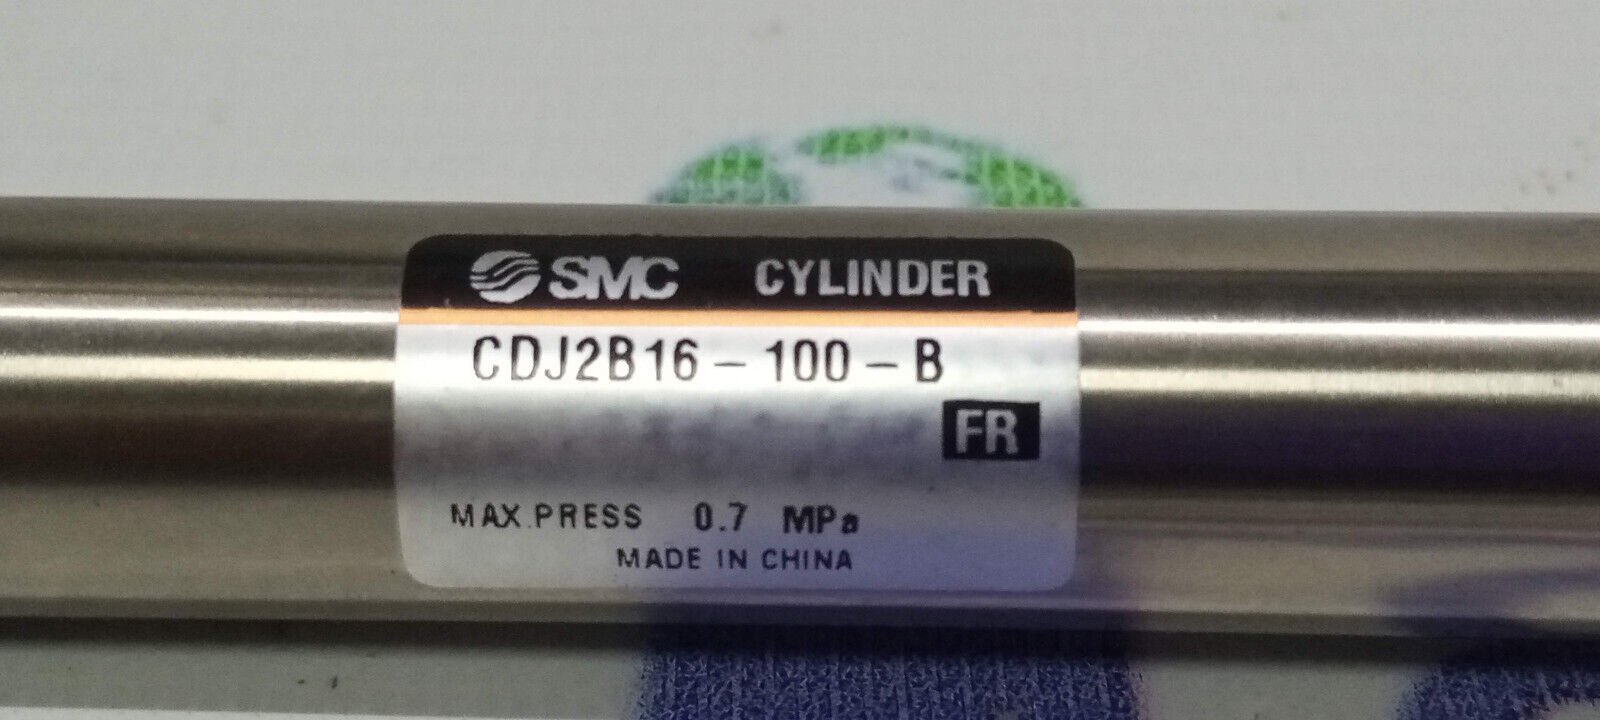 SMC CYLINDER
CDJ2B16-100-B
FR
MAX.PRESS 0.7 MPa
MADE IN CHINA